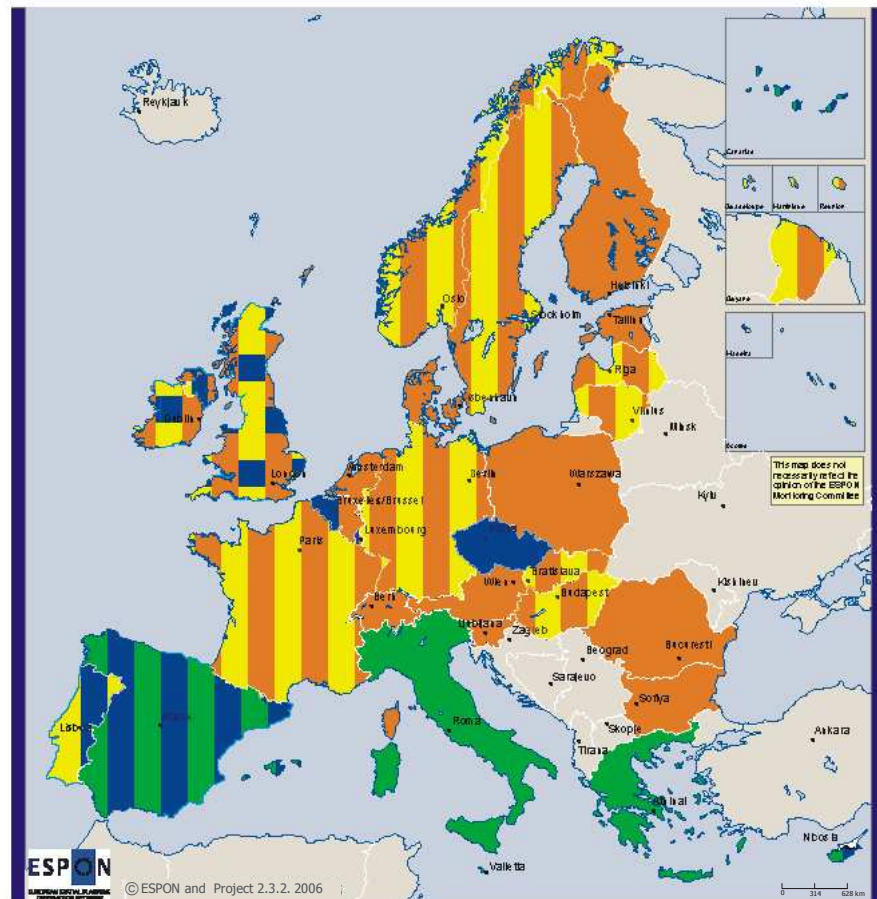 Reykjavik
Canarias
Guadeloupe
Martinique
Reunion
Guyane
Helsinki
Oslo
Tallinn
Stockholm
Riga
Vilnius
Minsk
Dublin
London
Amsterdam
Berlin
Warszawa
This map does not
necessarily reflect the
opinion of the ESPON
Monitoring Committee
Bruxelles/Brussel
Kyiv
Luxembourg
Paris
Bratislava
Wien
Budapest
Kishinev
Bern
Ljubljana
Zagreb
Beograd
Bucuresti
Sarajevo
Sofiya
Lisboa
Roma
Skopje
Ankara
Tirana
Athinai
Valletta
ESPON
© ESPON and Project 2.3.2. 2006
0 314 628 km